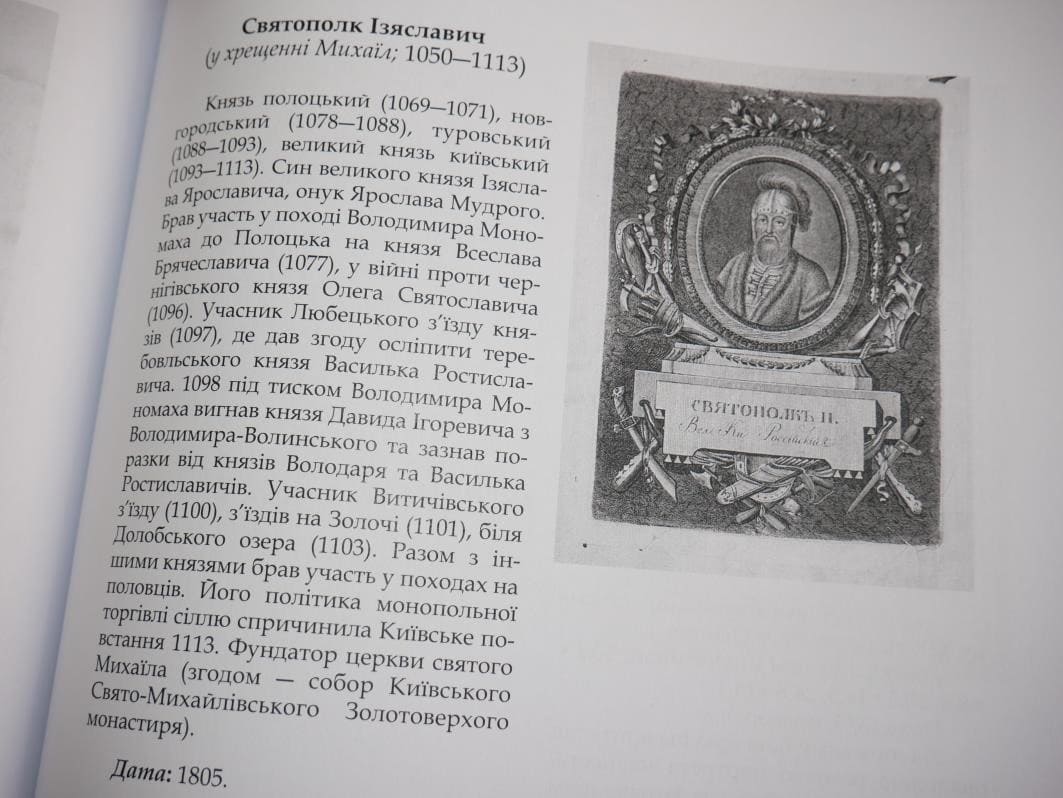 Святополк Ізяславич
(у хрещенні Михаїл; 1050—1113)
Князь полоцький (1069—1071), нов-
городський (1078—1088), туровський
(1088—1093), великий князь київський
(1093—1113). Син великого князя Ізясла-
ва Ярославича, онук Ярослава Мудрого.
Брав участь у поході Володимира Моно-
маха до Полоцька на князя Всеслава
Брячеславича (1077), у війні проти чер-
нігівського князя Олега Святославича
(1096). Учасник Любецького з’їзду кня-
зів (1097), де дав згоду осліпити тере-
бовльського князя Василька Ростисла-
вича. 1098 під тиском Володимира Мо-
номаха вигнав князя Давида Ігоревича з
Володимира-Волинського та зазнав по-
разки від князів Володаря та Василька
Ростиславичів. Учасник Витичівського
з’їзду (1100), з’їздів на Золочі (1101), біля
Долобського озера (1103). Разом з ін-
шими князями брав участь у походах на
половців. Його політика монопольної
торгівлі сіллю спричинила Київське по-
встання 1113. Фундатор церкви святого
Михаїла (згодом — собор Київського
Свято-Михайлівського Золотоверхого
монастиря).
Дата: 1805.
СВЯТОПОЛКЪ II.